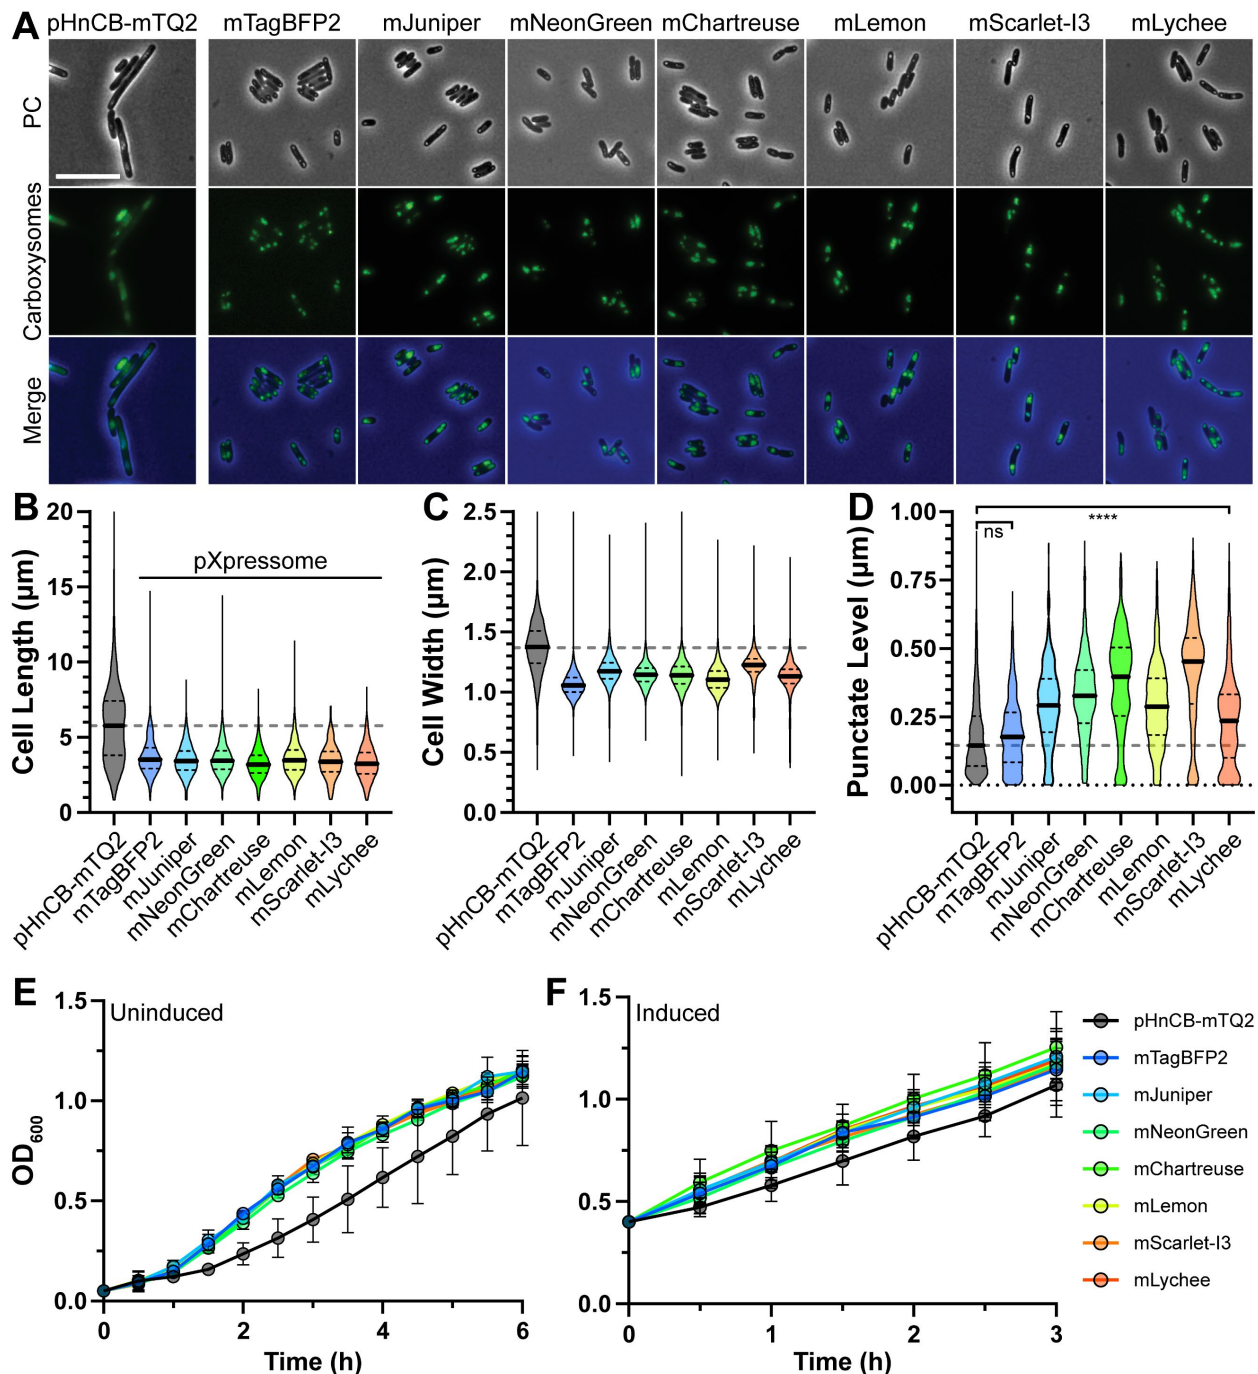 A
pHnCB-mTQ2 mTagBFP2 mJuniper mNeonGreen mChartreuse mLemon mScarlet-I3 mLychee
PC
Carboxysomes
Merge
B
Cell Length (µm)
20
15
10
5
0
pXpressome
pHnCB-mTQ2
mTagBFP2
mJuniper
mNeonGreen
mChartreuse
mLemon
mScarlet-I3
mLychee
C
Cell Width (µm)
2.5
2.0
1.5
1.0
0.5
0.0
pHnCB-mTQ2
mTagBFP2
mJuniper
mNeonGreen
mChartreuse
mLemon
mScarlet-I3
mLychee
D
Punctate Level (µm)
1.00
0.75
0.50
0.25
0.00
****
ns
pHnCB-mTQ2
mTagBFP2
mJuniper
mNeonGreen
mChartreuse
mLemon
mScarlet-I3
mLychee
E
Uninduced
OD600
1.5
1.0
0.5
0.0
0 2 4 6
Time (h)
F
Induced
1.5
1.0
0.5
0.0
0 1 2 3
Time (h)
pHnCB-mTQ2
mTagBFP2
mJuniper
mNeonGreen
mChartreuse
mLemon
mScarlet-I3
mLychee